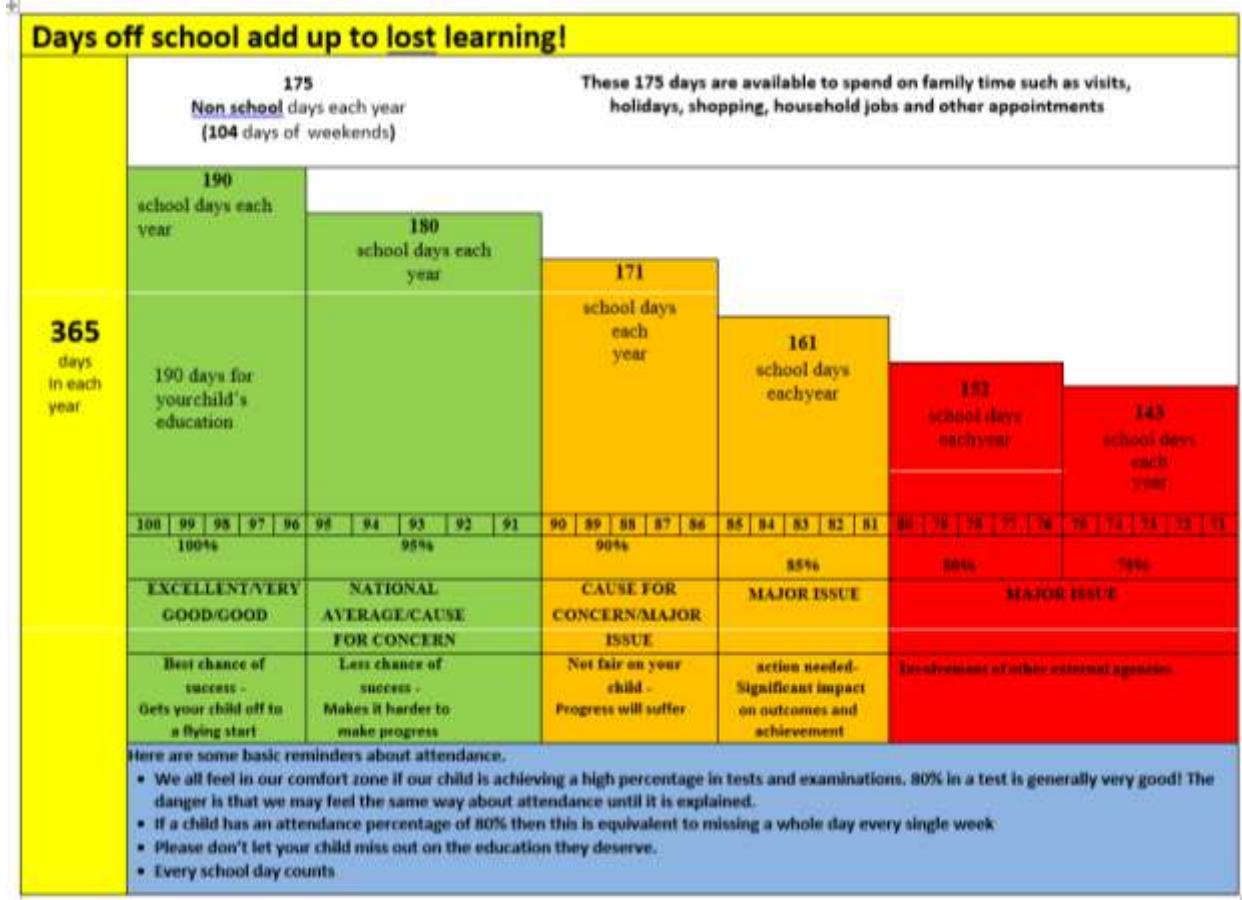 Days off school add up to lost learning!
175
Non school days each year
(104 days of weekends)
These 175 days are available to spend on family time such as visits,
holidays, shopping, household jobs and other appointments
365
days
In each
year
190
school days each
year
190 days for
yourchild's
education
180
school days each
year
171
school days
each
year
161
school days
eachyear
152
school days
eachyear
143
school days
each
year
100 99 98 97 96 95 94 93 92 91 90 89 88 87 86 85 84 83 82 81
100% 95% 90%
85% 80%
EXCELLENT/VERY
GOOD/GOOD
NATIONAL
AVERAGE/CAUSE
FOR CONCERN
CAUSE FOR
CONCERN/MAJOR
ISSUE
MAJOR ISSUE
MAJOR ISSUE
Best chance of
success -
Gets your child off to
a flying start
Less chance of
success -
Makes it harder to
make progress
Not fair on your
child -
Progress will suffer
action needed-
Significant impact
on outcomes and
achievement
Involvement of other external agencies
Here are some basic reminders about attendance.
• We all feel in our comfort zone if our child is achieving a high percentage in tests and examinations. 80% in a test is generally very good! The
danger is that we may feel the same way about attendance until it is explained.
• If a child has an attendance percentage of 80% then this is equivalent to missing a whole day every single week
• Please don't let your child miss out on the education they deserve.
• Every school day counts